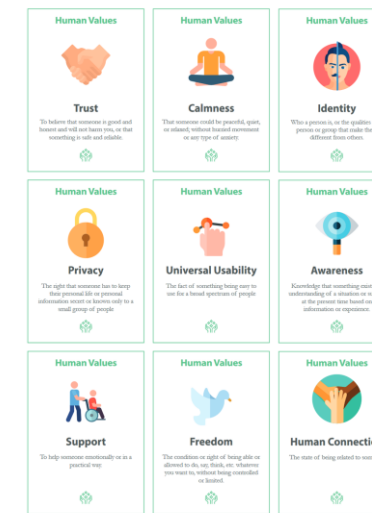 Human Values
Trust
To believe that someone is good and
honest and will not harm you, or that
something is safe and reliable.
Human Values
Calmness
That someone could be peaceful, quiet,
or relaxed; without hurried movement
or any type of anxiety
Human Values
Identity
Who a person is, or the qualities
person or group that make the
different from others.
Human Values
Privacy
The right that someone has to keep
their personal life or personal
information secret or known only to a
small group of people
Human Values
Universal Usability
The fact of something being easy to
use for a broad spectrum of people
Human Values
Awareness
Knowledge that something exist
understanding of a situation or su
at the present time based on
information or experience.
Human Values
Support
To help someone emotionally or in a
practical way.
Human Values
Freedom
The condition or right of being able or
allowed to do, say, think, etc. whatever
you want to, without being controlled
or limited.
Human Values
Human Connectio
The state of being related to